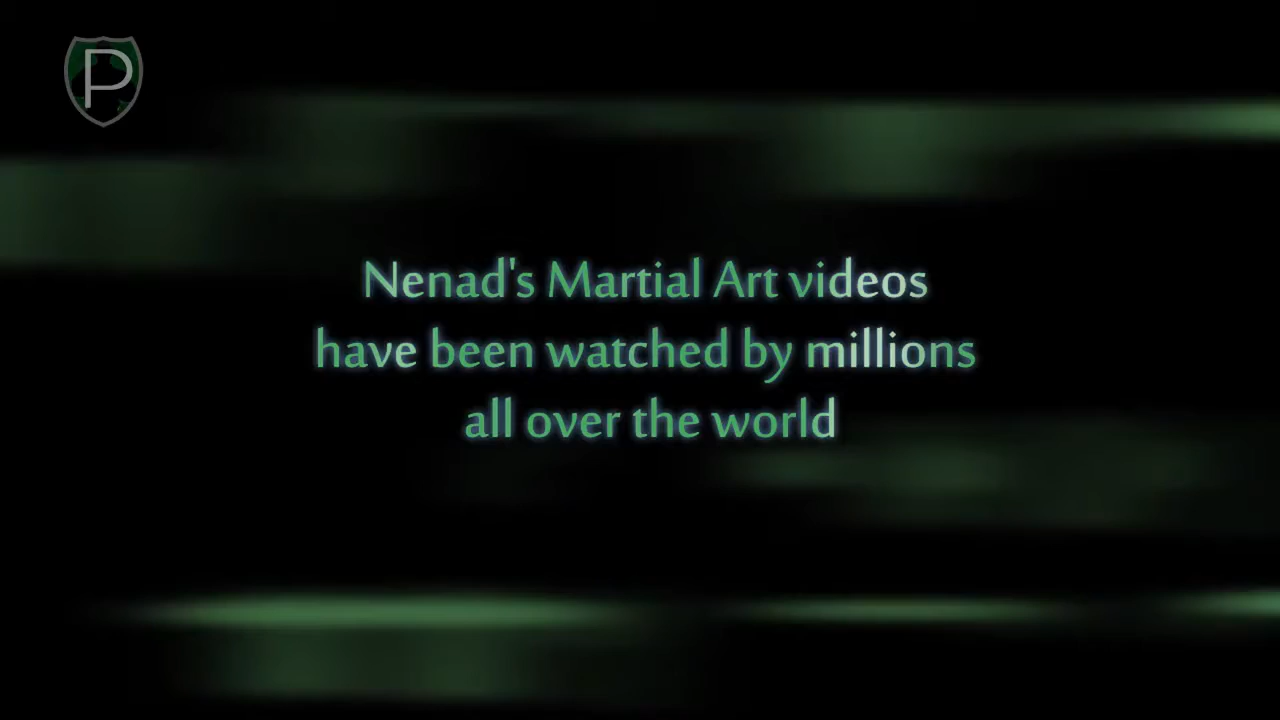 P
Nenad's Martial Art videos
have been watched by millions
all over the world